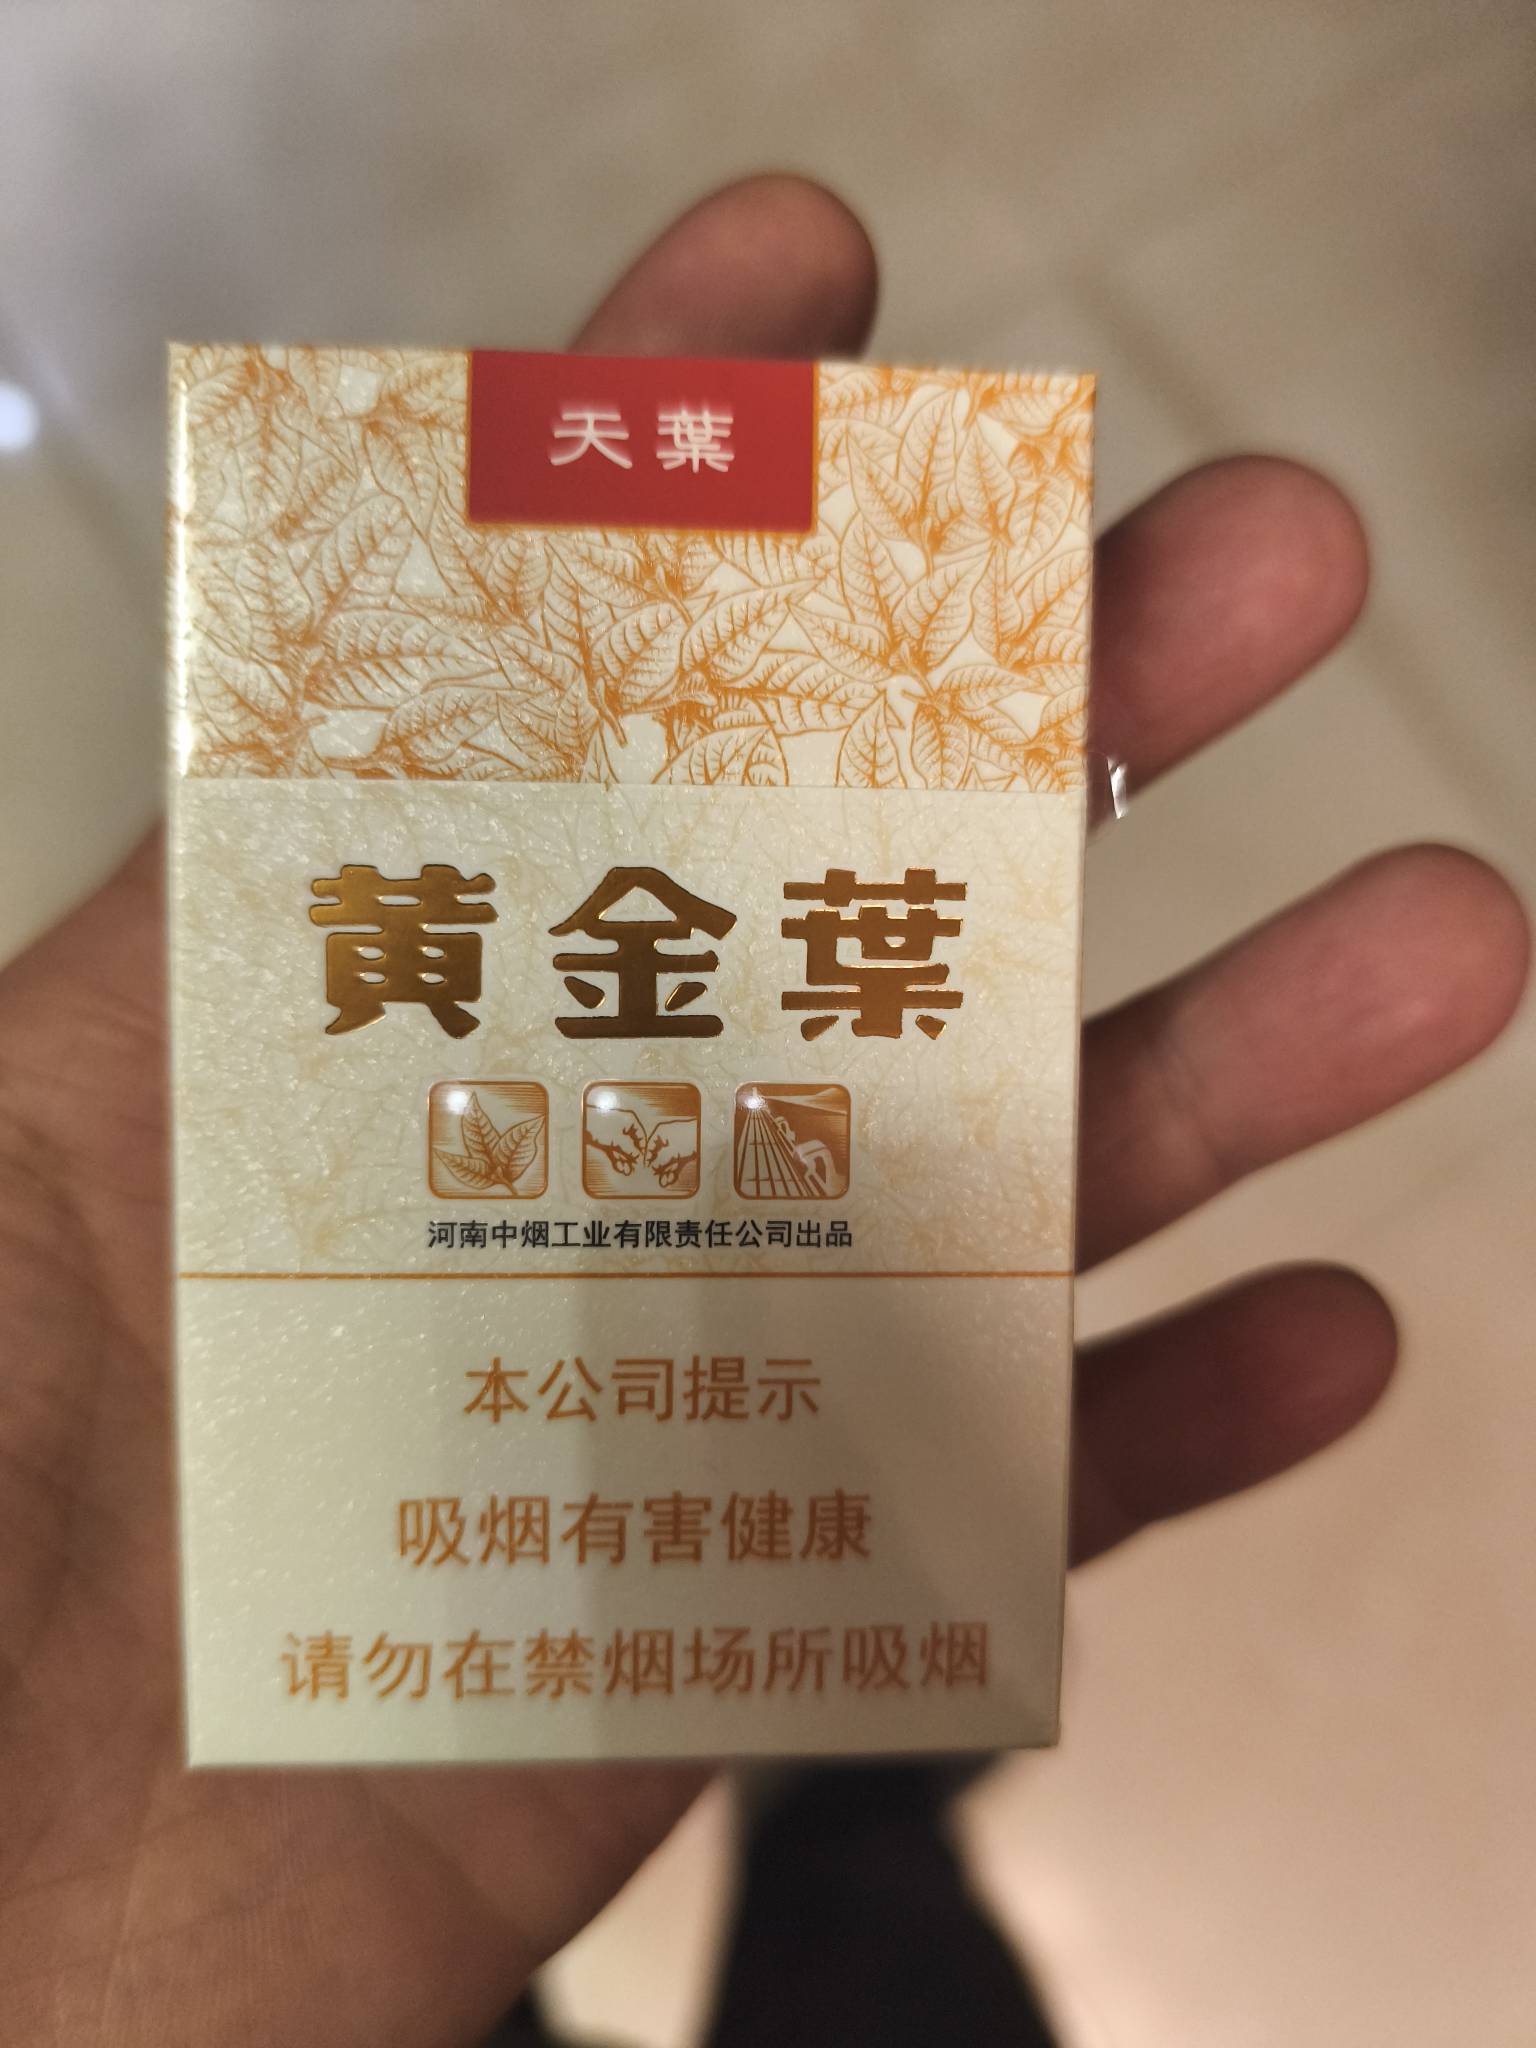 天葉
黄金葉
河南中烟工业有限责任公司出品
本公司提示
吸烟有害健康
请勿在禁烟场所吸烟